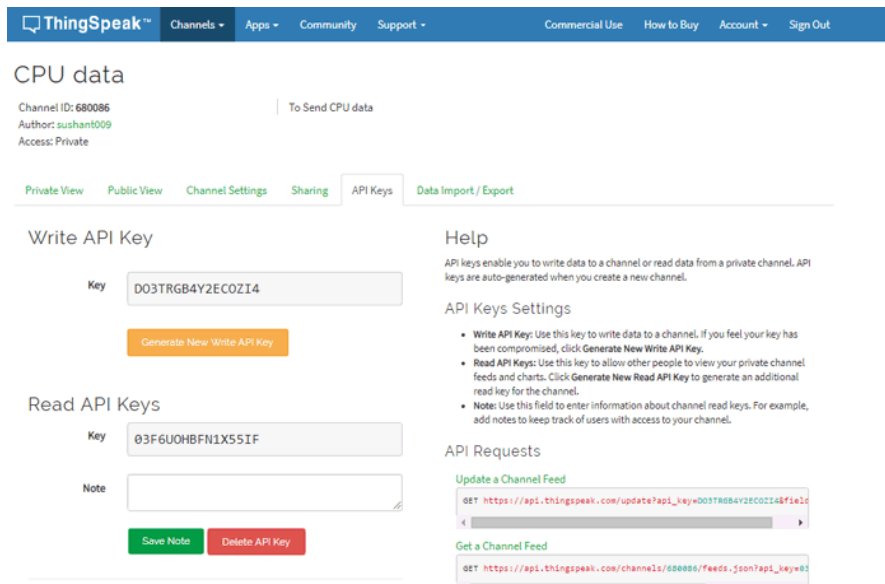 ThingSpeak™ Channels Apps Community Support Commercial Use How to Buy Account Sign Out
CPU data
Channel ID: 680086
To Send CPU data
Author: sushant009
Access: Private
Private View Public View Channel Settings Sharing API Keys Data Import / Export
Write API Key
Key
DO3TRGB4Y2ECOZI4
Generate New Write API Key
Read API Keys
Key
03F6UOHBFN1X55IF
Note
Save Note Delete API Key
Help
API keys enable you to write data to a channel or read data from a private channel. API
keys are auto-generated when you create a new channel.
API Keys Settings
• Write API Key: Use this key to write data to a channel. If you feel your key has
been compromised, click Generate New Write API Key.
• Read API Keys: Use this key to allow other people to view your private channel
feeds and charts. Click Generate New Read API Key to generate an additional
read key for the channel.
• Note: Use this field to enter information about channel read keys. For example,
add notes to keep track of users with access to your channel.
API Requests
Update a Channel Feed
GET https://api.thingspeak.com/update?api_key=DO3TRGB4Y2ECOZI4&field
Get a Channel Feed
GET https://api.thingspeak.com/channels/680086/feeds.json?api_key=03